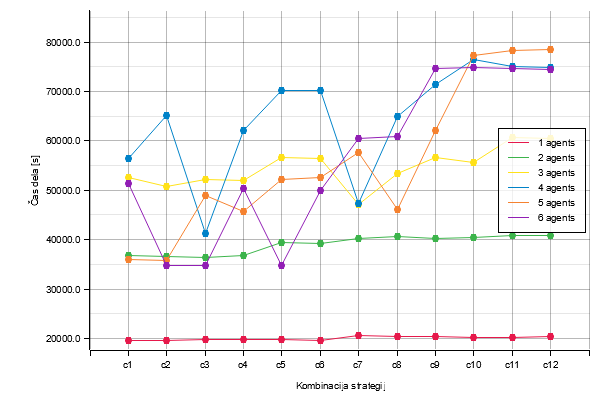 80000.0
70000.0
60000.0
50000.0
40000.0
30000.0
20000.0
Čas dela [s]
1 agents
2 agents
3 agents
4 agents
5 agents
6 agents
c1 c2 c3 c4 c5 c6 c7 c8 c9 c10 c11 c12
Kombinacija strategij